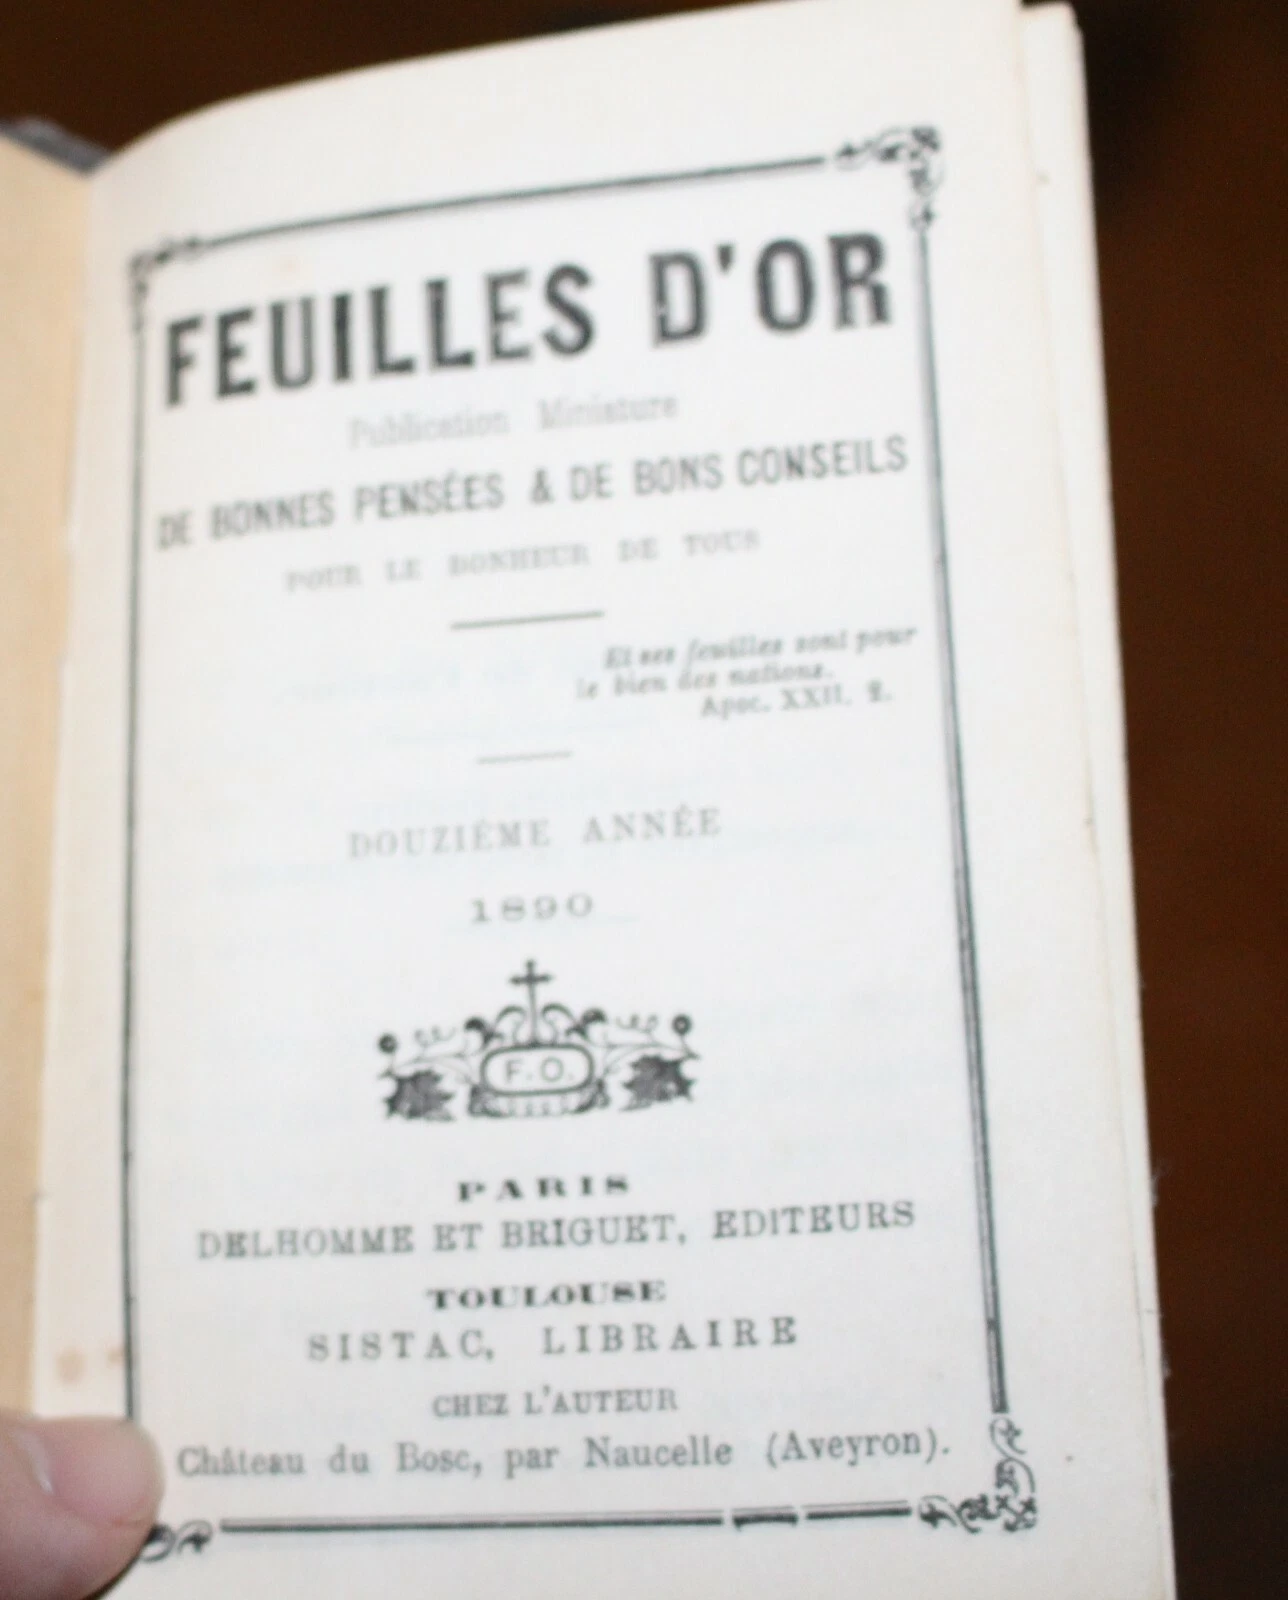 FEUILLES D'OR
Publication Miniature
DE BONNES PENSÉES & DE BONS CONSEILS
POUR LE BONHEUR DE TOUS
Et ses feuilles sont pour
le bien des nations.
Apoc. XXII. 2.
DOUZIÉME ANNÉE
1890
F.O.
PARIS
DELHOMME ET BRIGUET, EDITEURS
TOULOUSE
SISTAC, LIBRAIRE
CHEZ L'AUTEUR
Château du Bosc, par Naucelle (Aveyron).